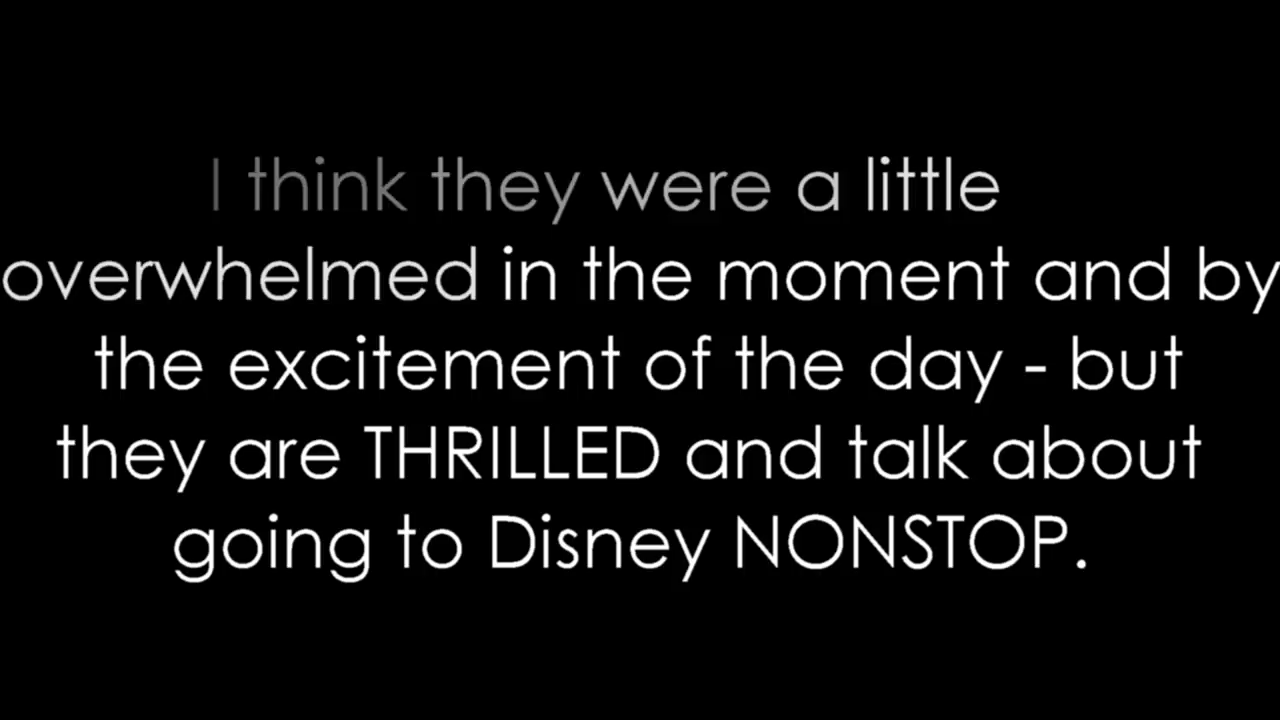 I think they were a little
overwhelmed in the moment and by
the excitement of the day - but
they are THRILLED and talk about
going to Disney NONSTOP.